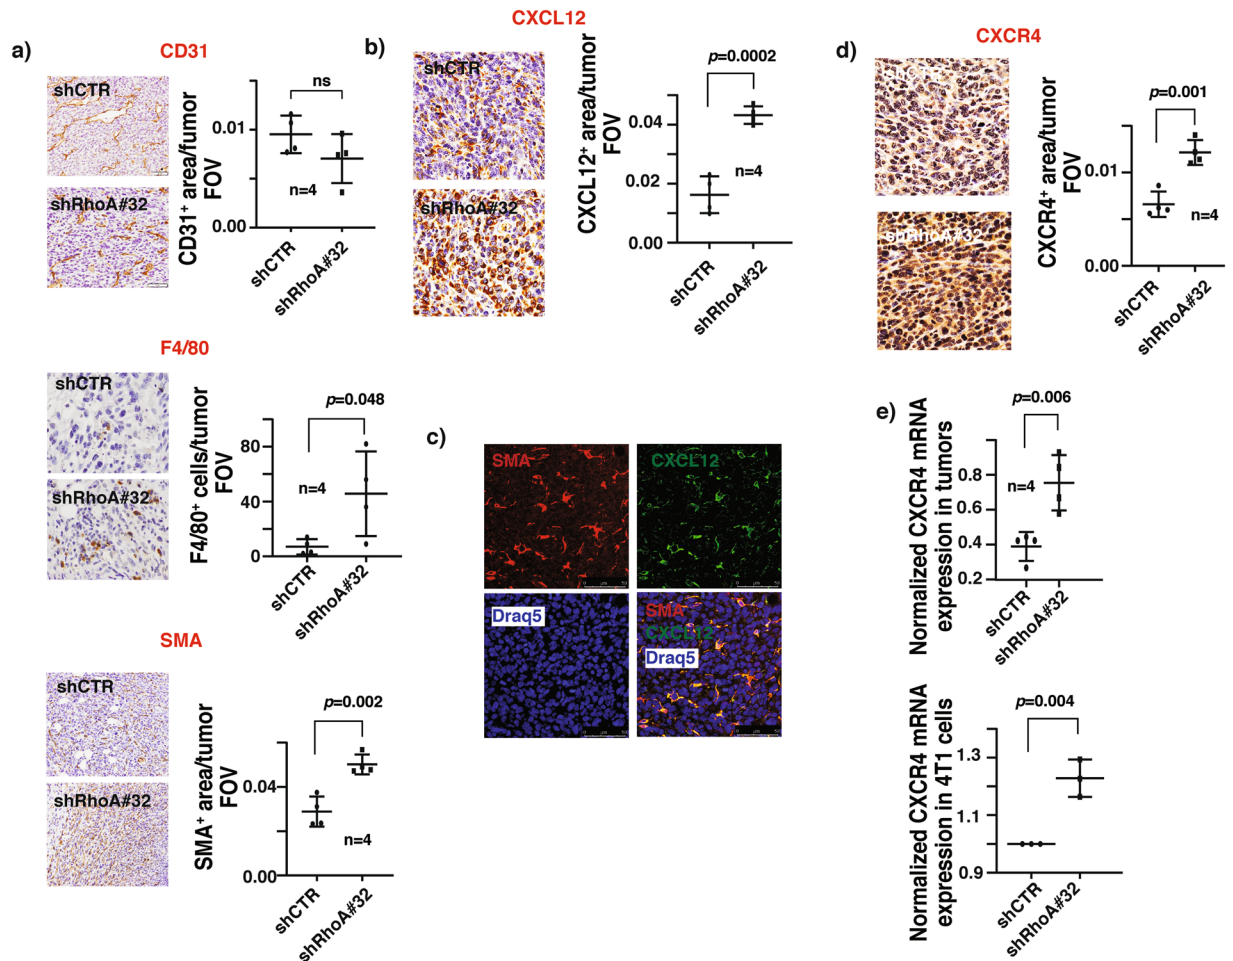 a)
CD31
shCTR
shRhoA#32
CD31+ area/fumor
FOV
0.01
0.00
ns
n=4
shCTR
shRhoA#32
F4/80
shCTR
shRhoA#32
F4/80+ cells/tumor
FOV
80
40
0
p=0.048
n=4
shCTR
shRhoA#32
SMA
shCTR
shRhoA#32
SMA+ area/tumor
FOV
0.04
0.00
p=0.002
n=4
shCTR
shRhoA#32
b)
CXCL12
shCTR
shRhoA#32
CXCL12+ area/tumor
FOV
0.04
0.02
0.00
p=0.0002
n=4
shCTR
shRhoA#32
c)
SMA
CXCL12
Draq5
SMA
CXCL12
Draq5
d)
CXCR4
shCTR
shRhoA#32
CXCR4+ area/tumor
FOV
0.01
0.00
p=0.001
n=4
shCTR
shRhoA#32
e)
Normalized CXCR4 mRNA
expression in tumors
0.8
0.6
0.4
0.2
p=0.006
n=4
shCTR
shRhoA#32
Normalized CXCR4 mRNA
expression in 4T1 cells
1.3
1.1
0.9
p=0.004
shCTR
shRhoA#32